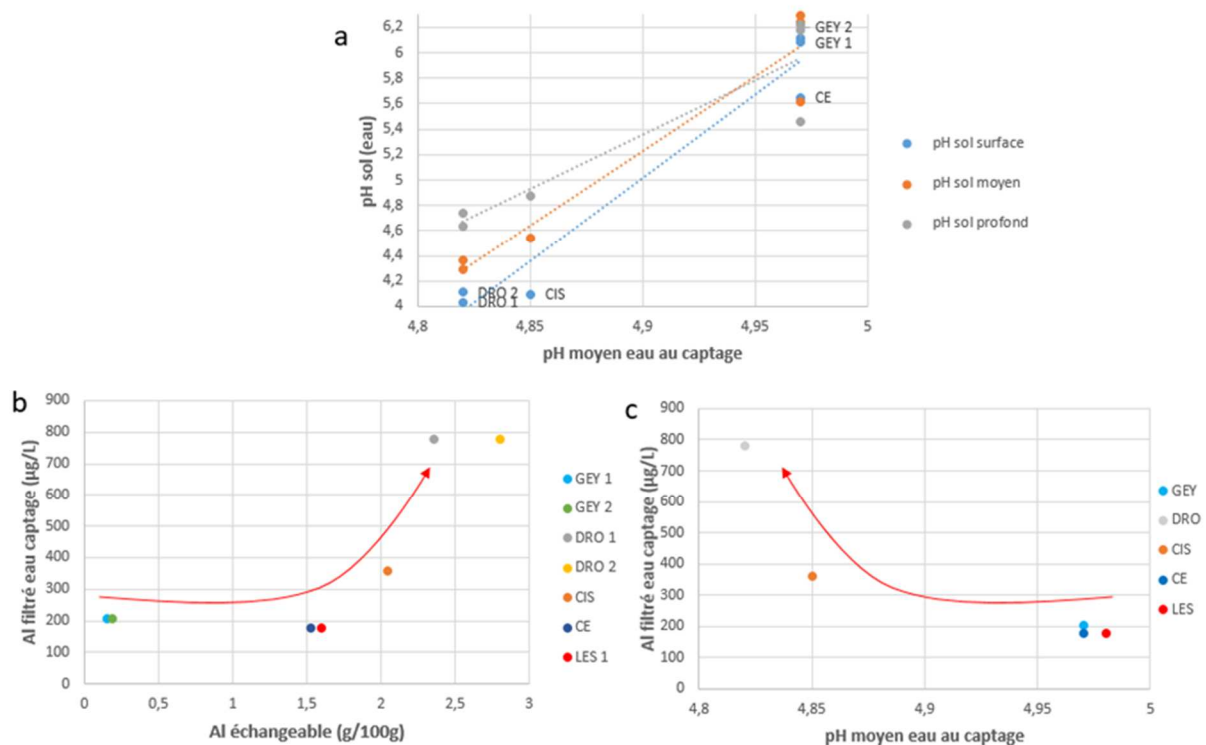 a
pH sol (eau)
6,2
6
5,8
5,6
5,4
5,2
5
4,8
4,6
4,4
4,2
4
GEY 2
GEY 1
CE
DRO 2
DRO 1
CIS
4,8 4,85 4,9 4,95 5
pH moyen eau au captage
pH sol surface
pH sol moyen
pH sol profond
b
Al filtré eau captage (µg/L)
900
800
700
600
500
400
300
200
100
0
0 0,5 1 1,5 2 2,5 3
Al échangeable (g/100g)
GEY 1
GEY 2
DRO 1
DRO 2
CIS
CE
LES 1
c
Al filtré eau captage (µg/L)
900
800
700
600
500
400
300
200
100
0
4,8 4,85 4,9 4,95 5
pH moyen eau au captage
GEY
DRO
CIS
CE
LES